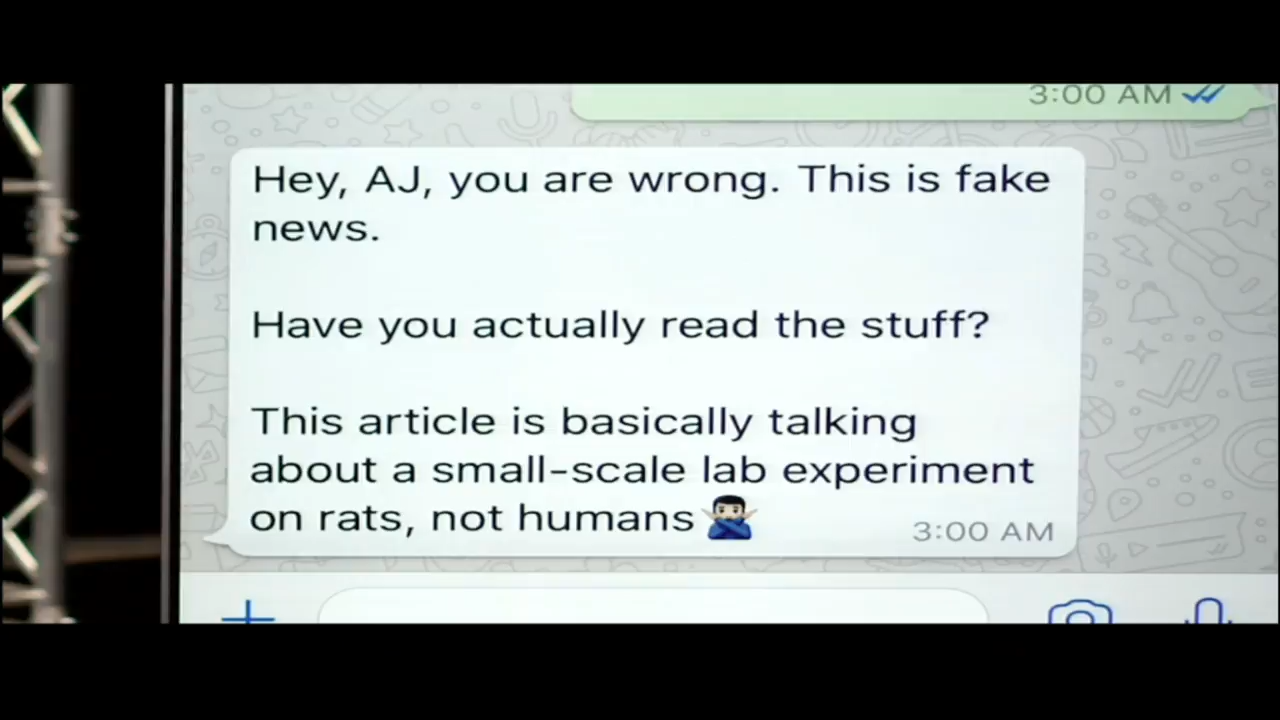 3:00 AM
Hey, AJ, you are wrong. This is fake
news.
Have you actually read the stuff?
This article is basically talking
about a small-scale lab experiment
on rats, not humans🙅🏻‍♂️
3:00 AM